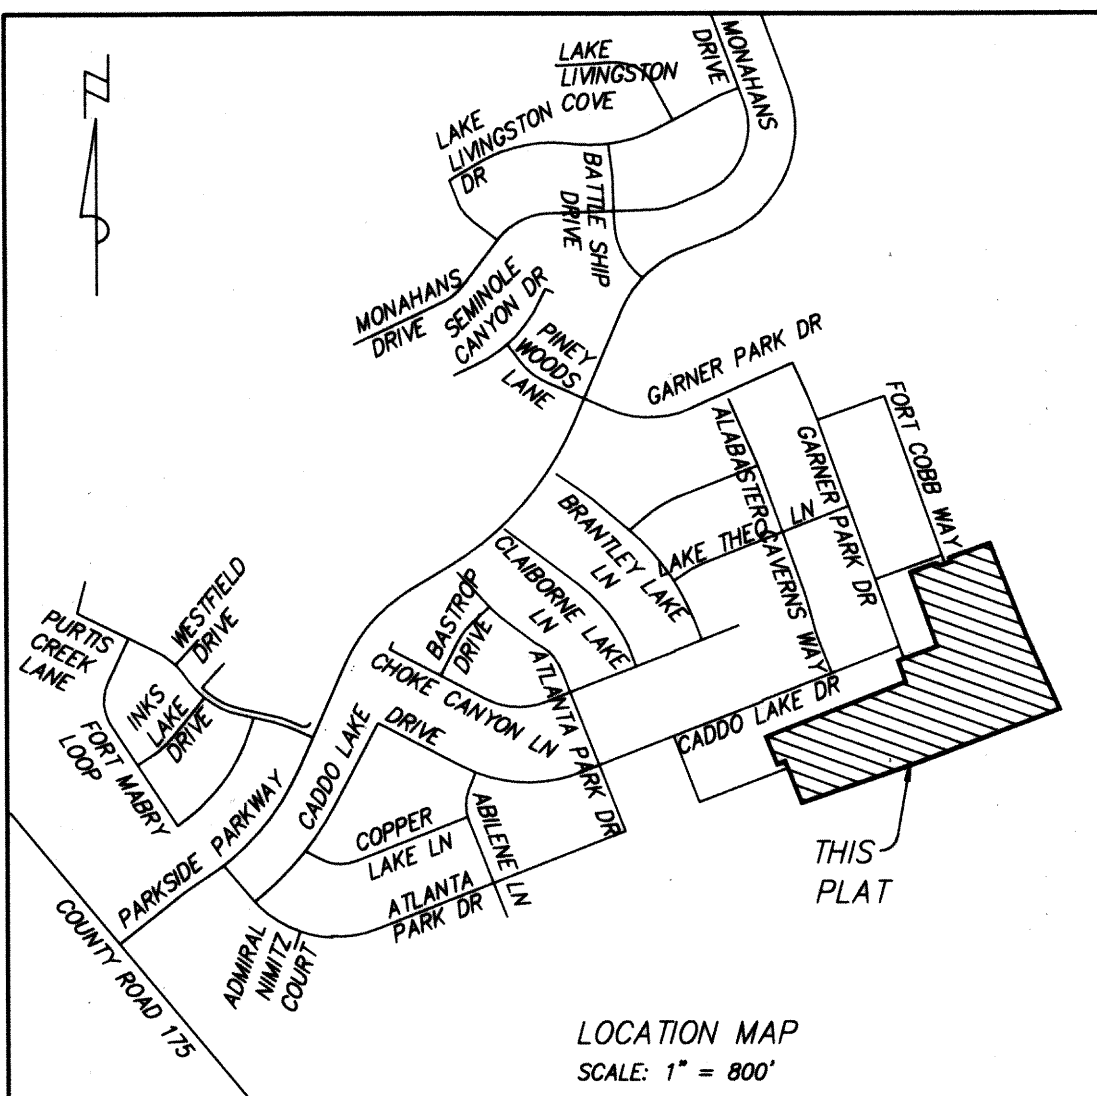 N
LAKE
LIVINGSTON
COVE
MONAHANS
DRIVE
LAKE
LIVINGSTON
DR
BATTLE SHIP
DRIVE
MONAHANS
DRIVE
SEMINOLE
CANYON DR
PINEY
WOODS
LANE
GARNER PARK DR
ALABASTER CAVERNS WAY
GARNER PARK DR
FORT COBB WAY
BRANTLEY LAKE
LN
LAKE THEO LN
CLAIBORNE LAKE
LN
BASTROP
DRIVE
CHOKE CANYON LN
ATLANTA PARK DR
WESTFIELD
DRIVE
PURTIS
CREEK
LANE
INKS
LAKE
DRIVE
FORT MABRY
LOOP
CADDO LAKE DRIVE
CADDO LAKE DR
COPPER
LAKE LN
ABILENE LN
ATLANTA
PARK DR
PARKSIDE PARKWAY
ADMIRAL
NIMITZ
COURT
COUNTY ROAD 175
THIS
PLAT
LOCATION MAP
SCALE: 1" = 800'